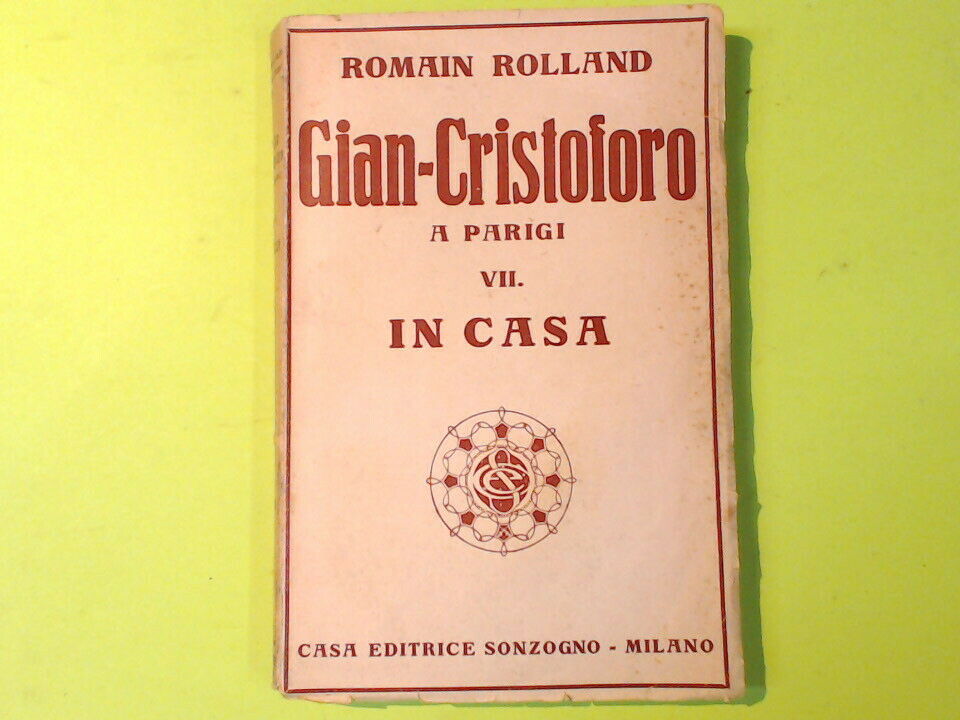 ROMAIN ROLLAND
Gian-Cristoforo
A PARIGI
VII.
IN CASA
CASA EDITRICE SONZOGNO - MILANO